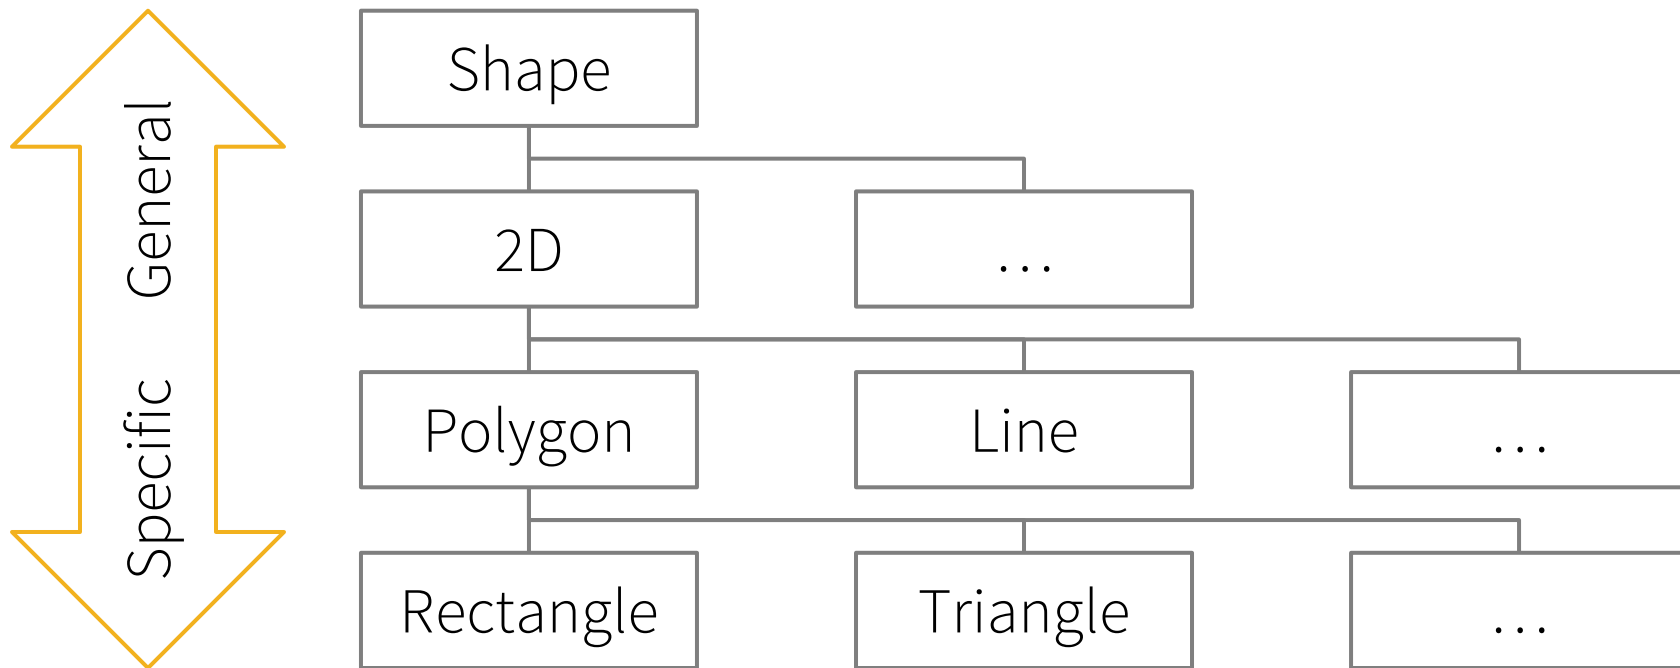 General
Specific
Shape
2D
...
Polygon
Line
...
Rectangle
Triangle
...